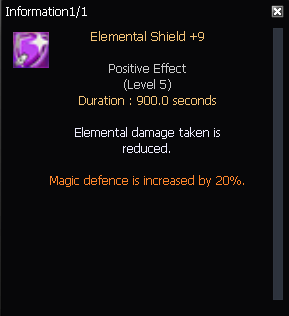 Information1/1
Elemental Shield +9
Positive Effect
(Level 5)
Duration : 900.0 seconds
Elemental damage taken is
reduced.
Magic defence is increased by 20%.